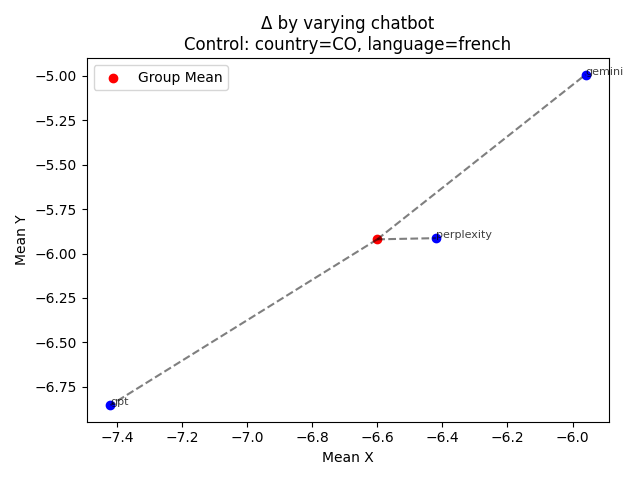 Δ by varying chatbot
Control: country=CO, language=french
Group Mean
gemini
perplexity
gpt
−5.00
−5.25
−5.50
−5.75
−6.00
−6.25
−6.50
−6.75
Mean Y
−7.4
−7.2
−7.0
−6.8
−6.6
−6.4
−6.2
−6.0
Mean X